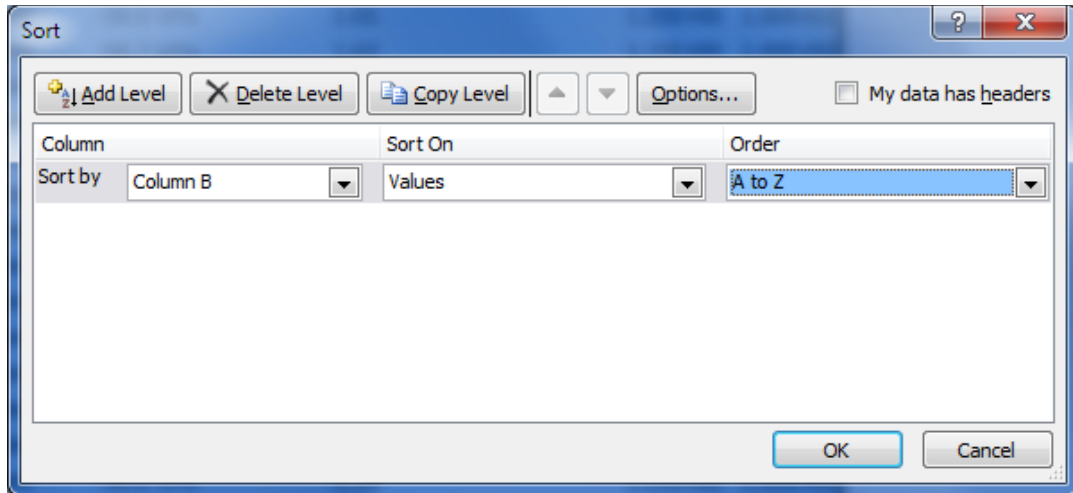 Sort
Add Level Delete Level Copy Level Options... My data has headers
Column Sort On Order
Sort by Column B Values A to Z
OK Cancel